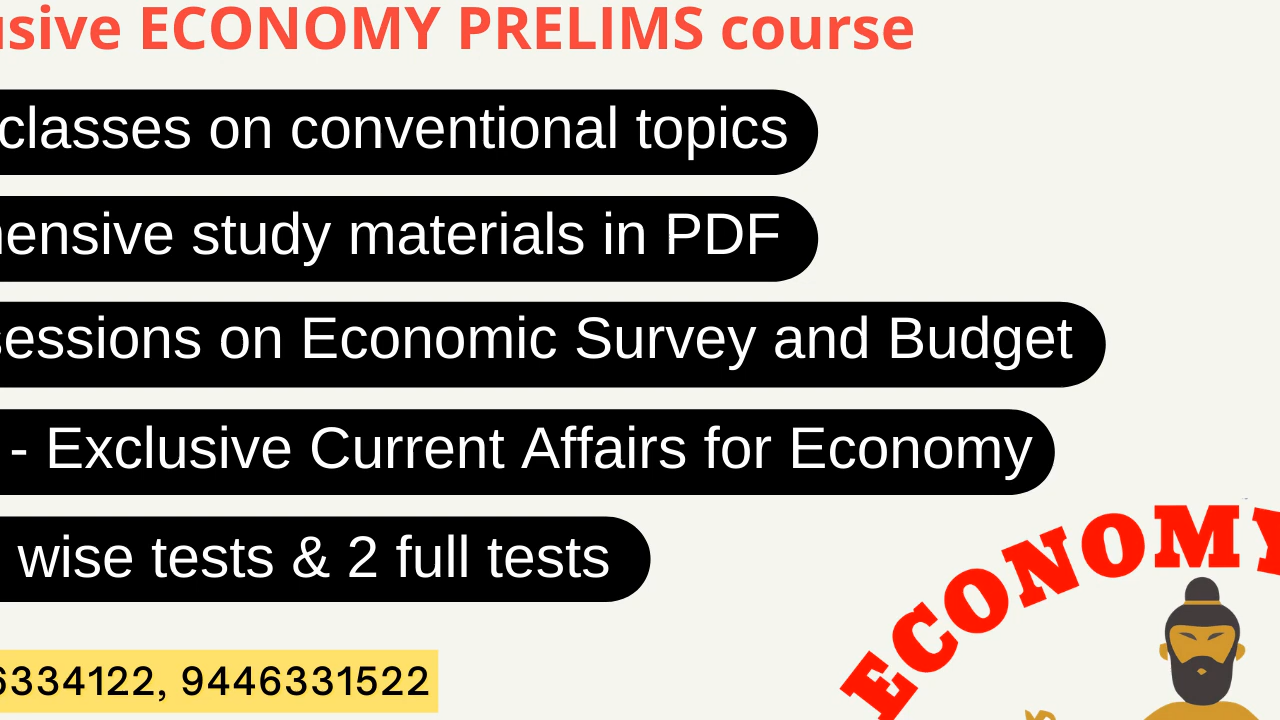 usive ECONOMY PRELIMS course
classes on conventional topics
hensive study materials in PDF
sessions on Economic Survey and Budget
- Exclusive Current Affairs for Economy
wise tests & 2 full tests
6334122, 9446331522
ECONOMY